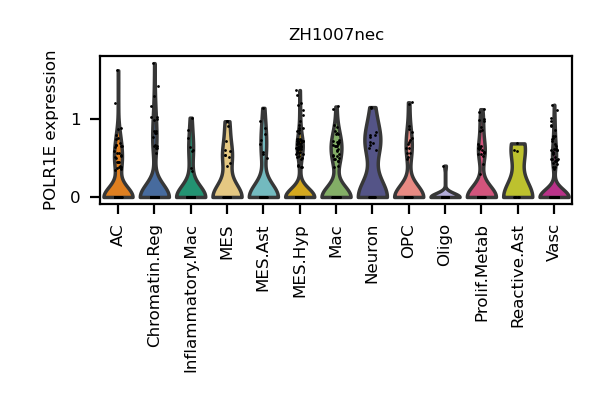 ZH1007nec
POLR1E expression
1
0
AC
Chromatin.Reg
Inflammatory.Mac
MES
MES.Ast
MES.Hyp
Mac
Neuron
OPC
Oligo
Prolif.Metab
Reactive.Ast
Vasc